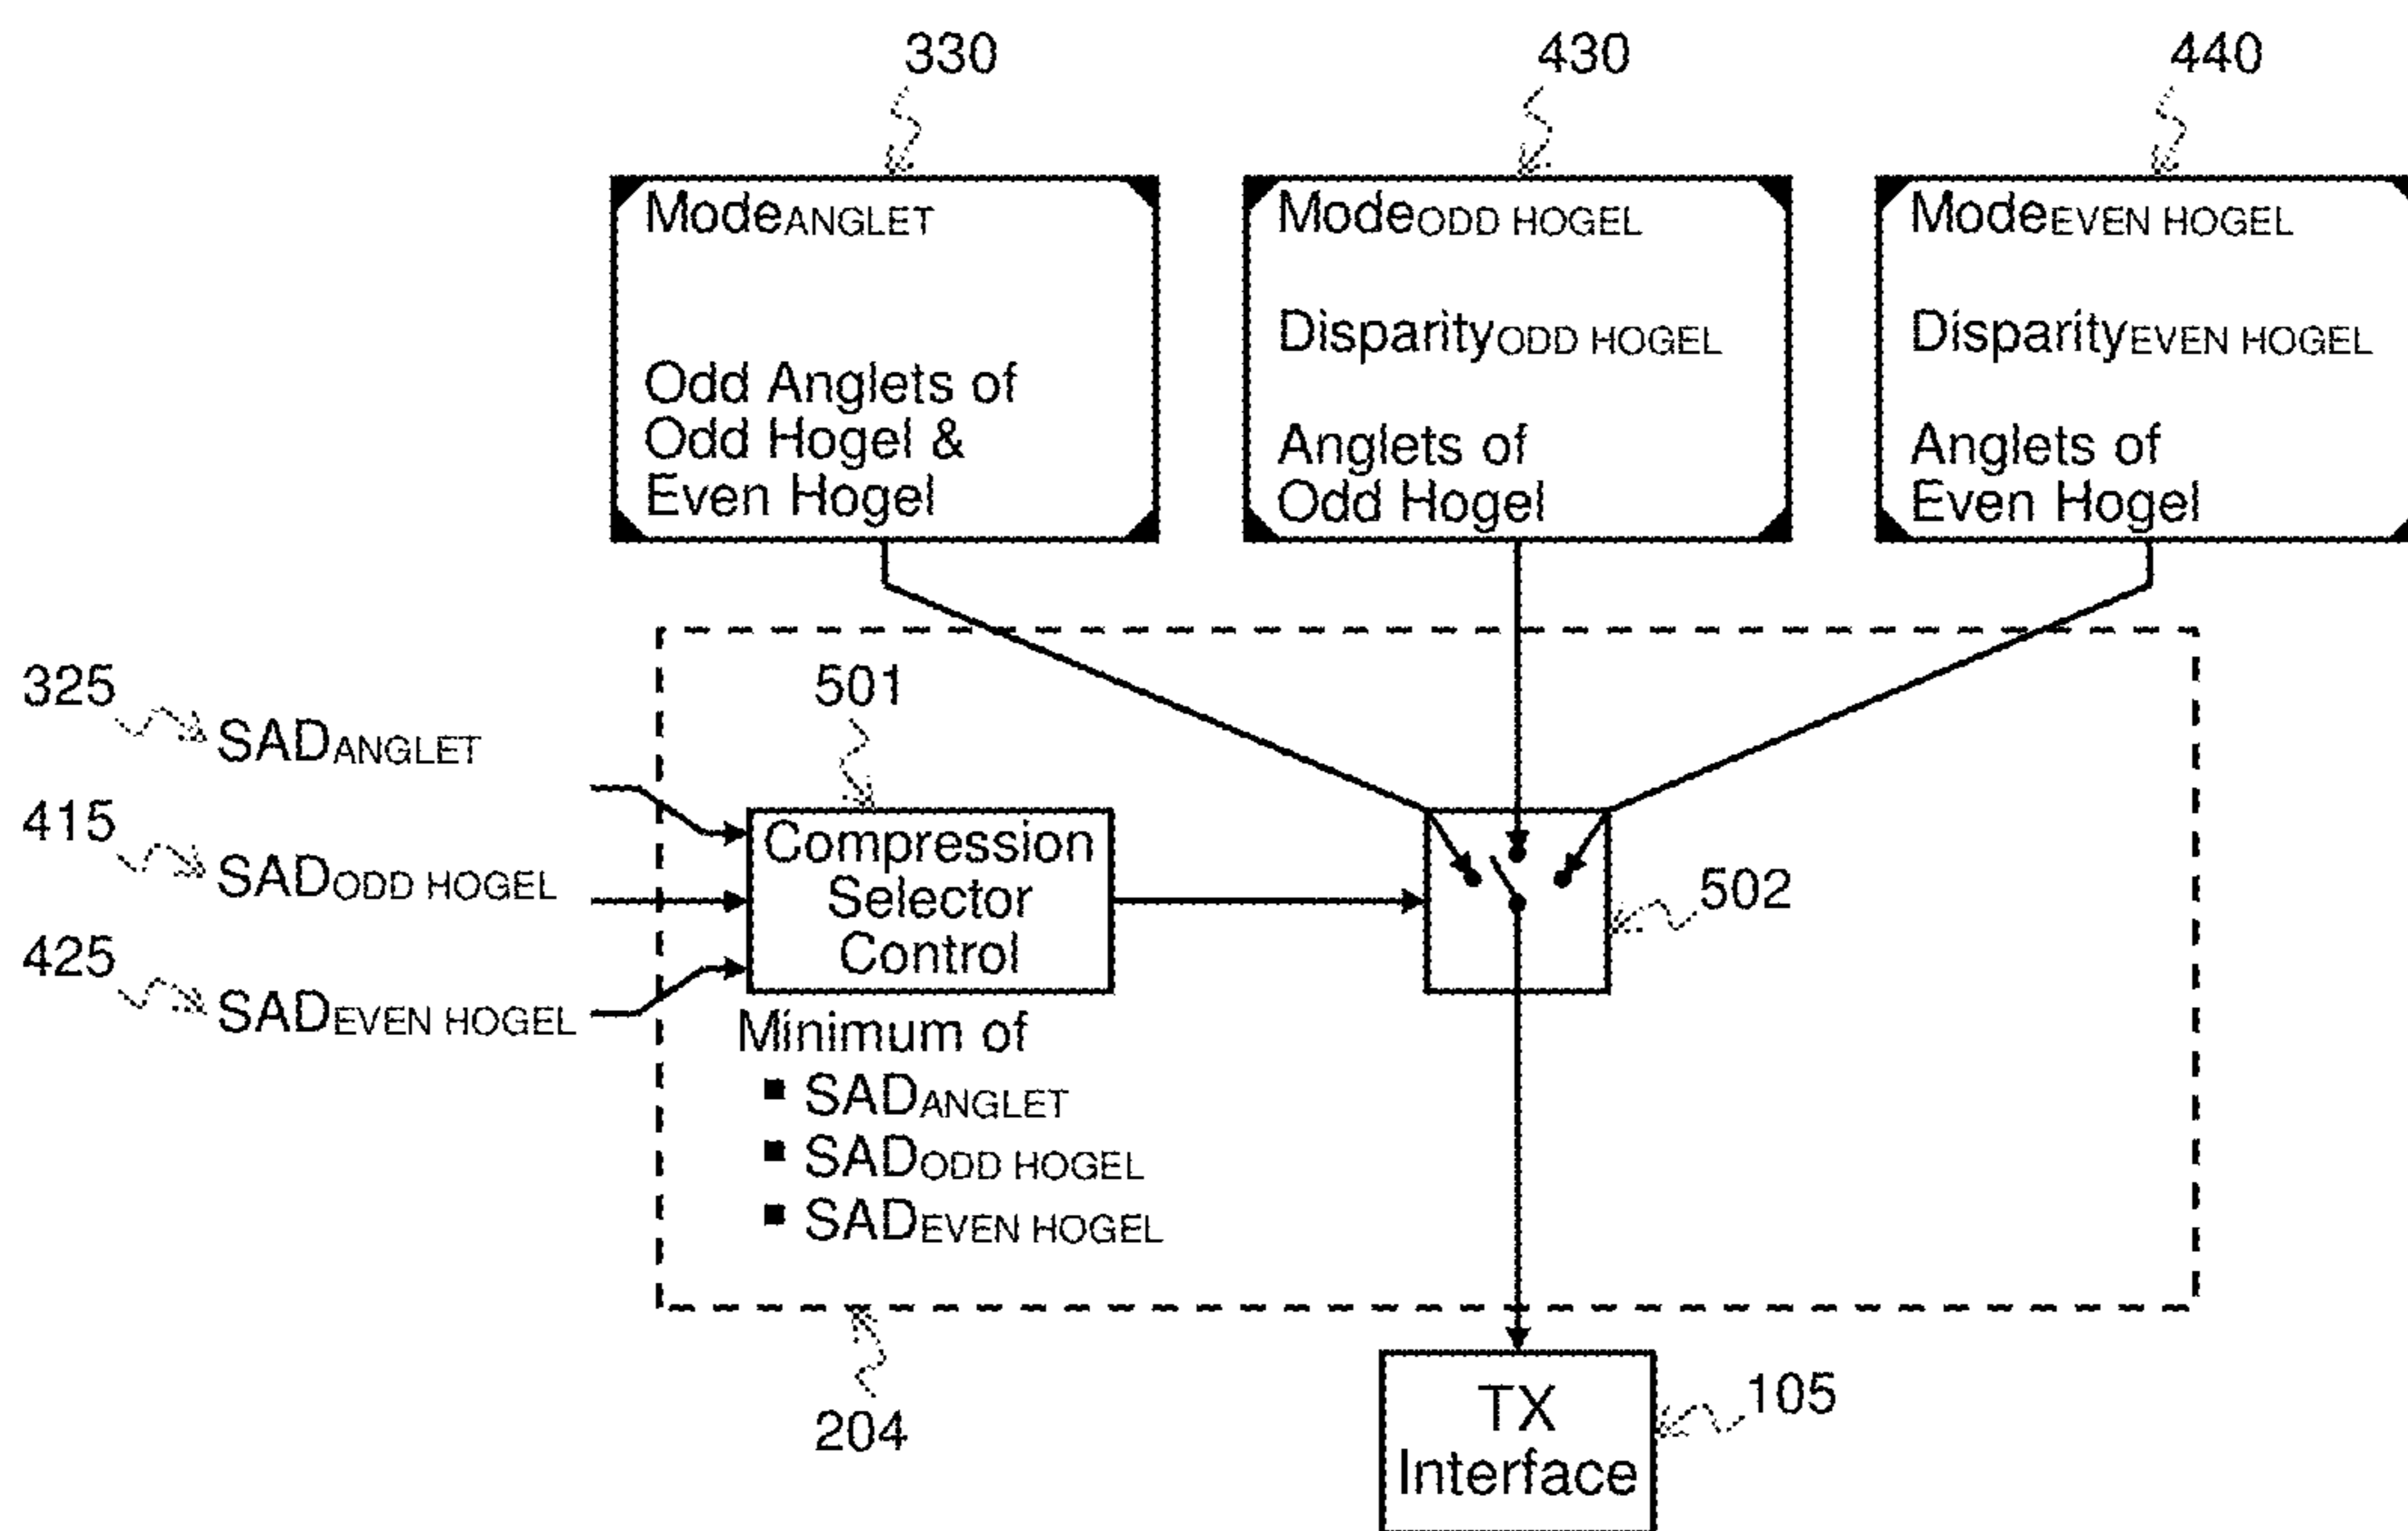 330
430
440
ModeANGLET
Odd Anglets of
Odd Hogel &
Even Hogel
ModeODD HOGEL
DisparityODD HOGEL
Anglets of
Odd Hogel
ModeEVEN HOGEL
DisparityEVEN HOGEL
Anglets of
Even Hogel
325
SADANGLET
415
SADODD HOGEL
425
SADEVEN HOGEL
501
Compression
Selector
Control
502
Minimum of
▪ SADANGLET
▪ SADODD HOGEL
▪ SADEVEN HOGEL
204
TX
Interface
105